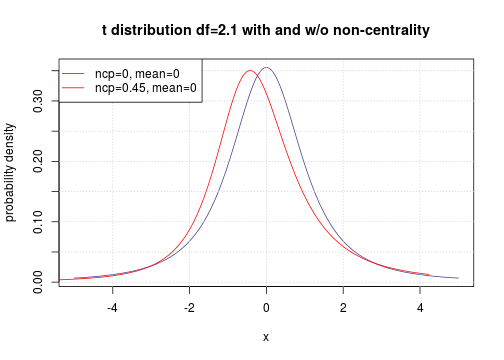 t distribution df=2.1 with and w/o non-centrality
ncp=0, mean=0
ncp=0.45, mean=0
probability density
0.30
0.20
0.10
0.00
-4 -2 0 2 4
x